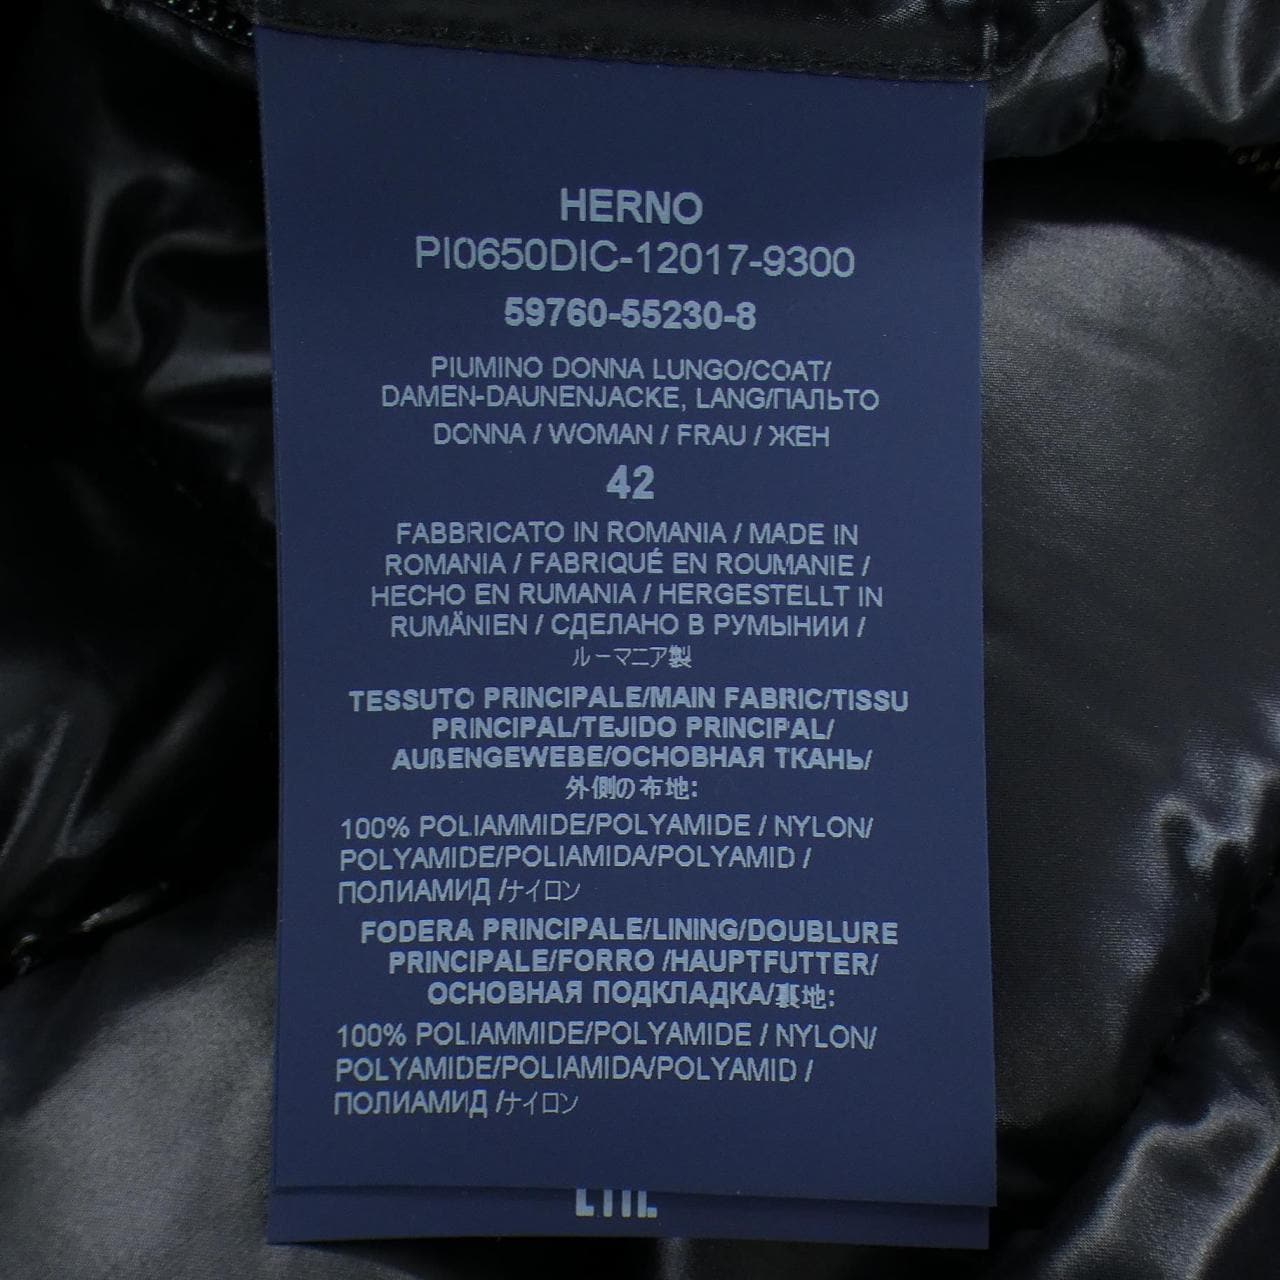 HERNO
PI0650DIC-12017-9300
59760-55230-8
PIUMINO DONNA LUNGO/COAT/
DAMEN-DAUNENJACKE, LANG/ПАЛЬТО
DONNA / WOMAN / FRAU / ЖЕН
42
FABBRICATO IN ROMANIA / MADE IN
ROMANIA / FABRIQUÉ EN ROUMANIE /
HECHO EN RUMANIA / HERGESTELLT IN
RUMÄNIEN / СДЕЛАНО В РУМЫНИИ /
ルーマニア製
TESSUTO PRINCIPALE/MAIN FABRIC/TISSU
PRINCIPAL/TEJIDO PRINCIPAL/
AUßENGEWEBE/ОСНОВНАЯ ТКАНЬ/
外側の布地:
100% POLIAMMIDE/POLYAMIDE / NYLON/
POLYAMIDE/POLIAMIDA/POLYAMID /
ПОЛИАМИД /ナイロン
FODERA PRINCIPALE/LINING/DOUBLURE
PRINCIPALE/FORRO /HAUPTFUTTER/
ОСНОВНАЯ ПОДКЛАДКА/裏地:
100% POLIAMMIDE/POLYAMIDE / NYLON/
POLYAMIDE/POLIAMIDA/POLYAMID /
ПОЛИАМИД /ナイロン